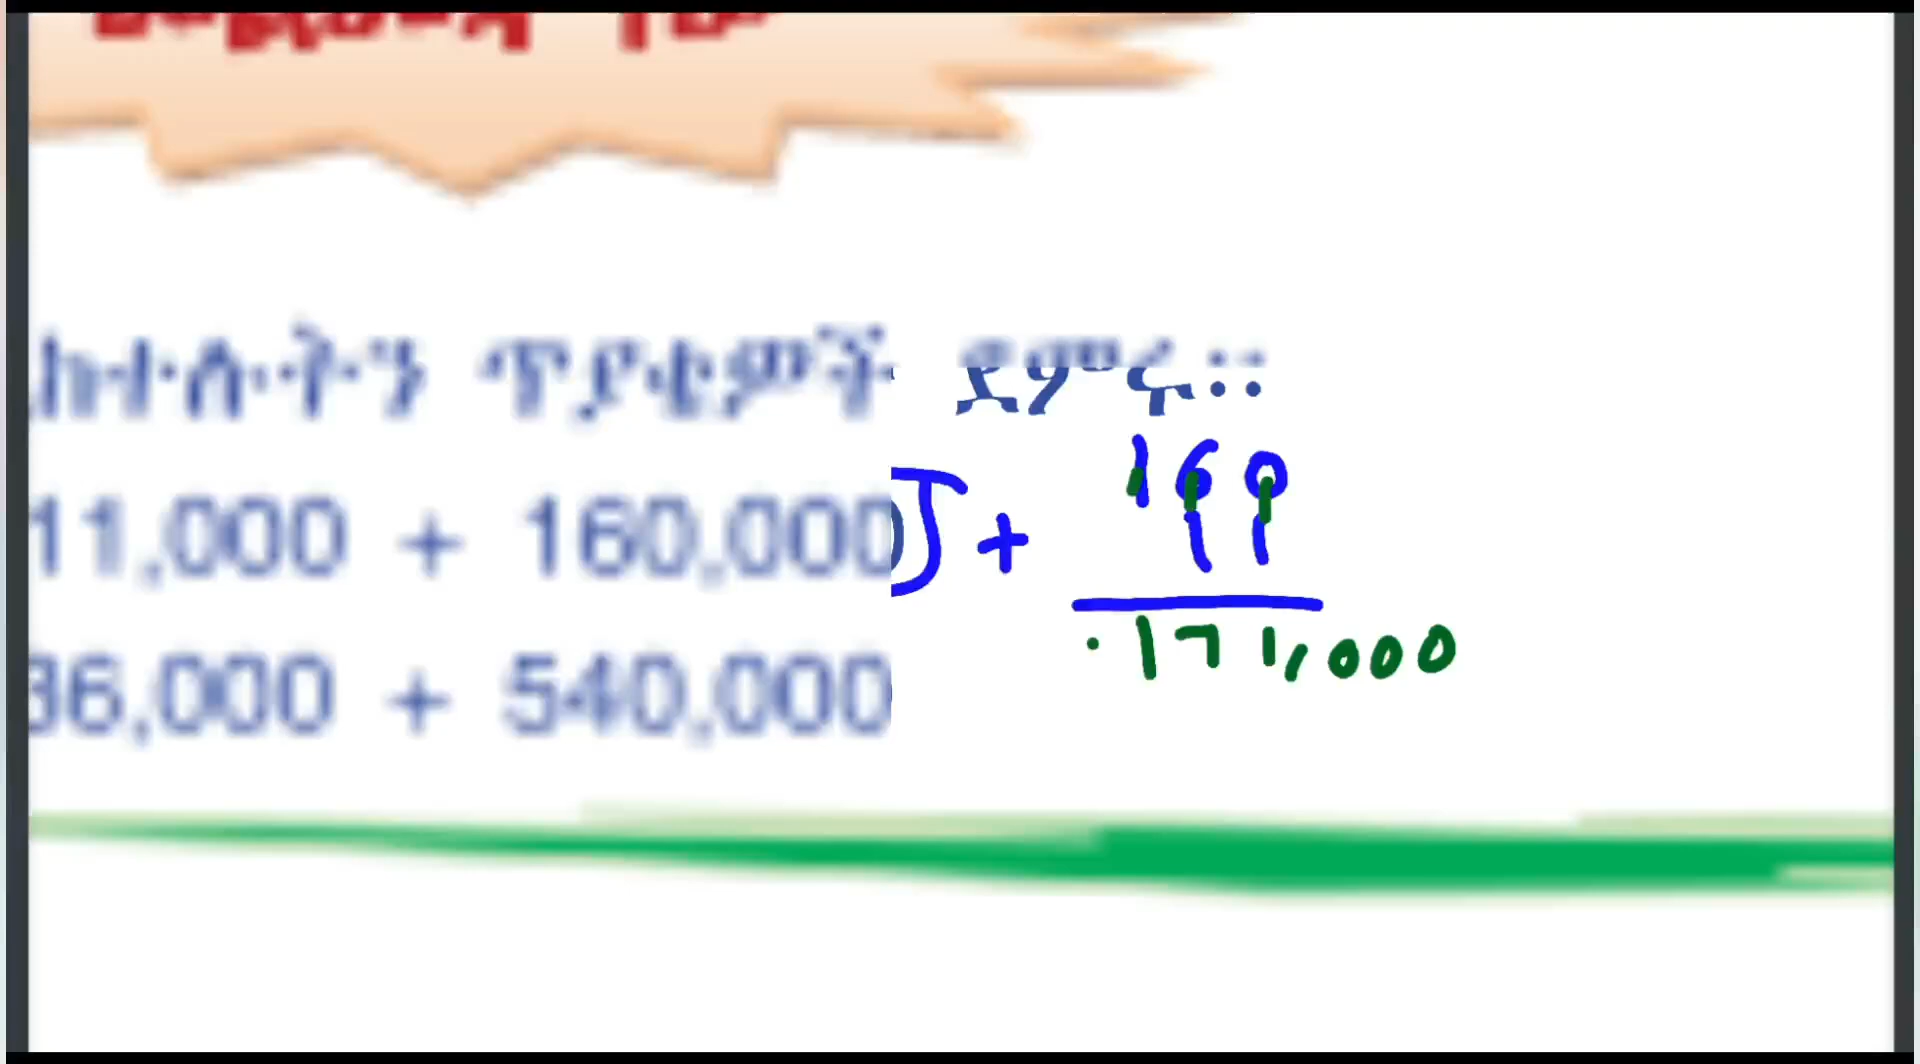 የሚከተሉትን ጥያቄዎች ደምሩ።
11,000 + 160,000
36,000 + 540,000
160
+ 11
171,000